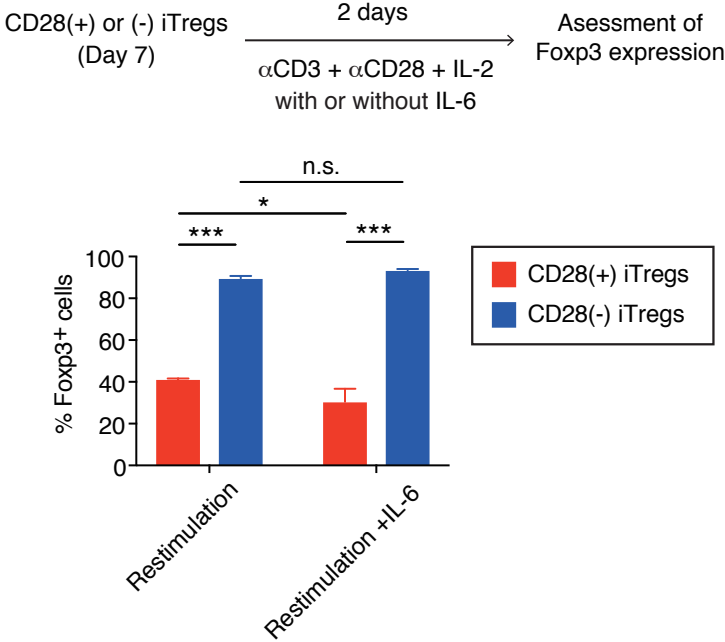 CD28(+) or (-) iTregs
(Day 7)
2 days
αCD3 + αCD28 + IL-2
with or without IL-6
Asessment of
Foxp3 expression
n.s.
*
***
***
% Foxp3⁺ cells
100
80
60
40
20
0
Restimulation
Restimulation +IL-6
CD28(+) iTregs
CD28(-) iTregs